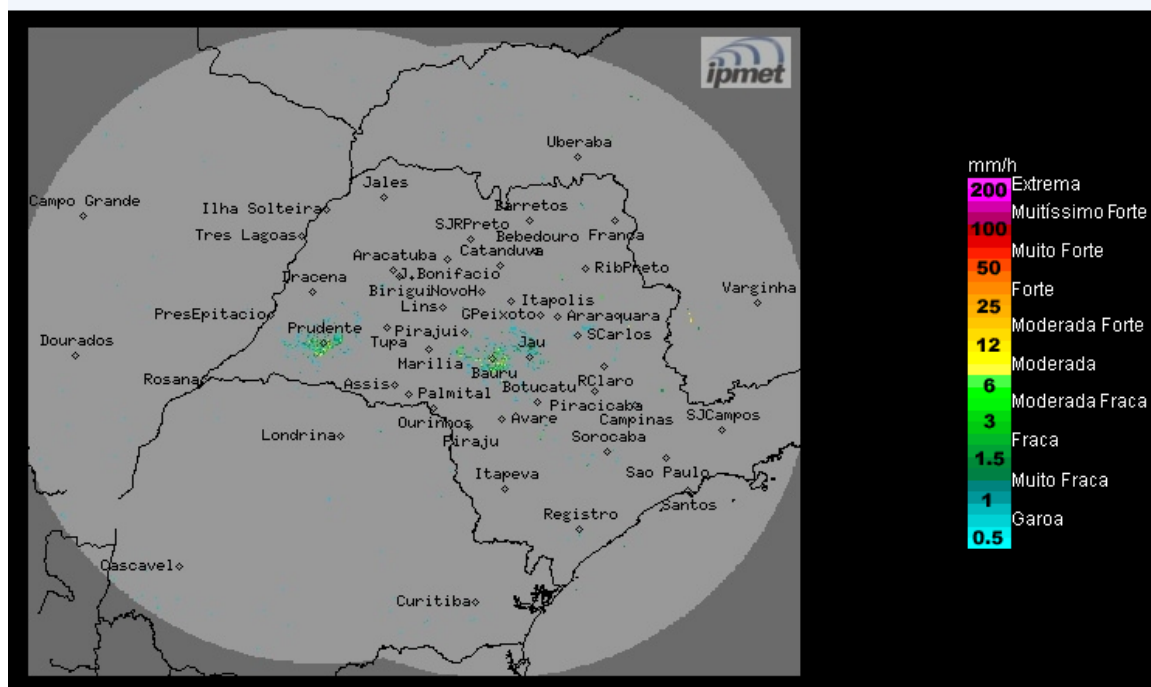 ipmet
Uberaba
Jales
Campo Grande
Ilha Solteira
Barretos
SJRPreto
Tres Lagoas
Bebedouro Franca
Aracatuba
Catanduva
J.Bonifacio
RibPreto
Dracena
Birigui
NovoH
Itapolis
Varginha
Lins
PresEpitacio
GPeixoto
Araraquara
Prudente
Pirajui
SCarlos
Dourados
Tupa
Jau
Marilia
Bauru
Rosana
Assis
Botucatu
RClaro
Palmital
Piracicaba
Ourinhos
Avare
Campinas
SJCampos
Londrina
Piraju
Sorocaba
Itapeva
Sao Paulo
Santos
Registro
Cascavel
Curitiba
mm/h
200 Extrema
Muitíssimo Forte
100
Muito Forte
50
Forte
25
Moderada Forte
12
Moderada
6
Moderada Fraca
3
Fraca
1.5
Muito Fraca
1
Garoa
0.5